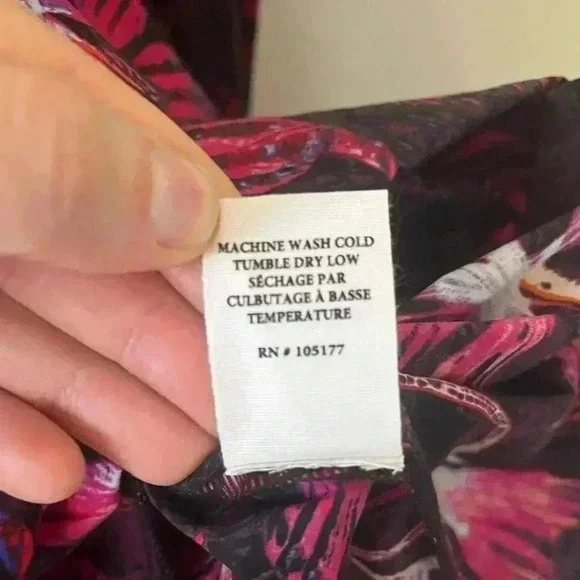 MACHINE WASH COLD
TUMBLE DRY LOW
SÉCHAGE PAR
CULBUTAGE À BASSE
TEMPERATURE
RN # 105177